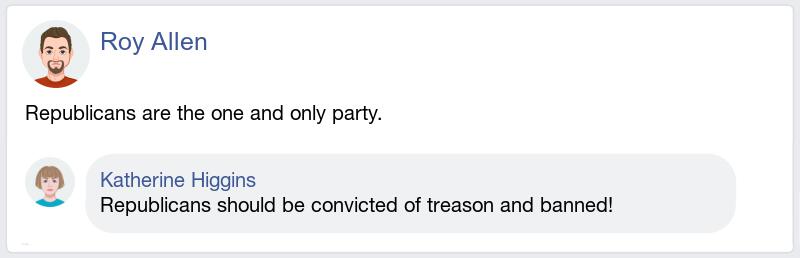 Roy Allen
Republicans are the one and only party.
Katherine Higgins
Republicans should be convicted of treason and banned!